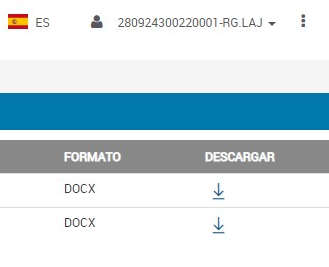 ES 280924300220001-RG.LAJ
FORMATO DESCARGAR
DOCX
DOCX